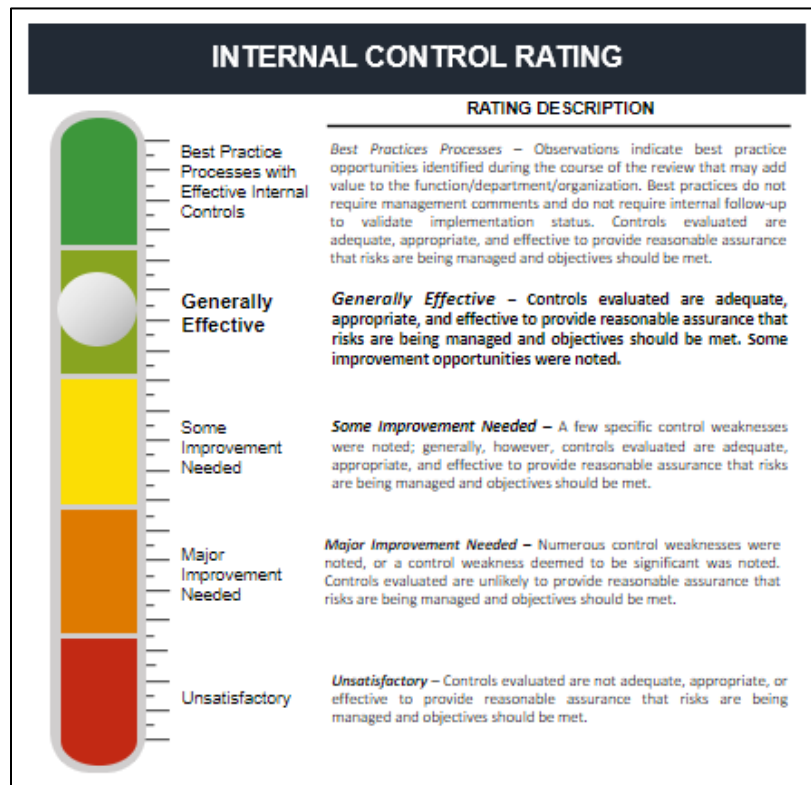 INTERNAL CONTROL RATING
RATING DESCRIPTION
Best Practice
Processes with
Effective Internal
Controls
Best Practices Processes – Observations indicate best practice
opportunities identified during the course of the review that may add
value to the function/department/organization. Best practices do not
require management comments and do not require internal follow-up
to validate implementation status. Controls evaluated are
adequate, appropriate, and effective to provide reasonable assurance
that risks are being managed and objectives should be met.
Generally
Effective
Generally Effective – Controls evaluated are adequate,
appropriate, and effective to provide reasonable assurance that
risks are being managed and objectives should be met. Some
improvement opportunities were noted.
Some
Improvement
Needed
Some Improvement Needed – A few specific control weaknesses
were noted; generally, however, controls evaluated are adequate,
appropriate, and effective to provide reasonable assurance that risks
are being managed and objectives should be met.
Major
Improvement
Needed
Major Improvement Needed – Numerous control weaknesses were
noted, or a control weakness deemed to be significant was noted.
Controls evaluated are unlikely to provide reasonable assurance that
risks are being managed and objectives should be met.
Unsatisfactory
Unsatisfactory – Controls evaluated are not adequate, appropriate, or
effective to provide reasonable assurance that risks are being
managed and objectives should be met.